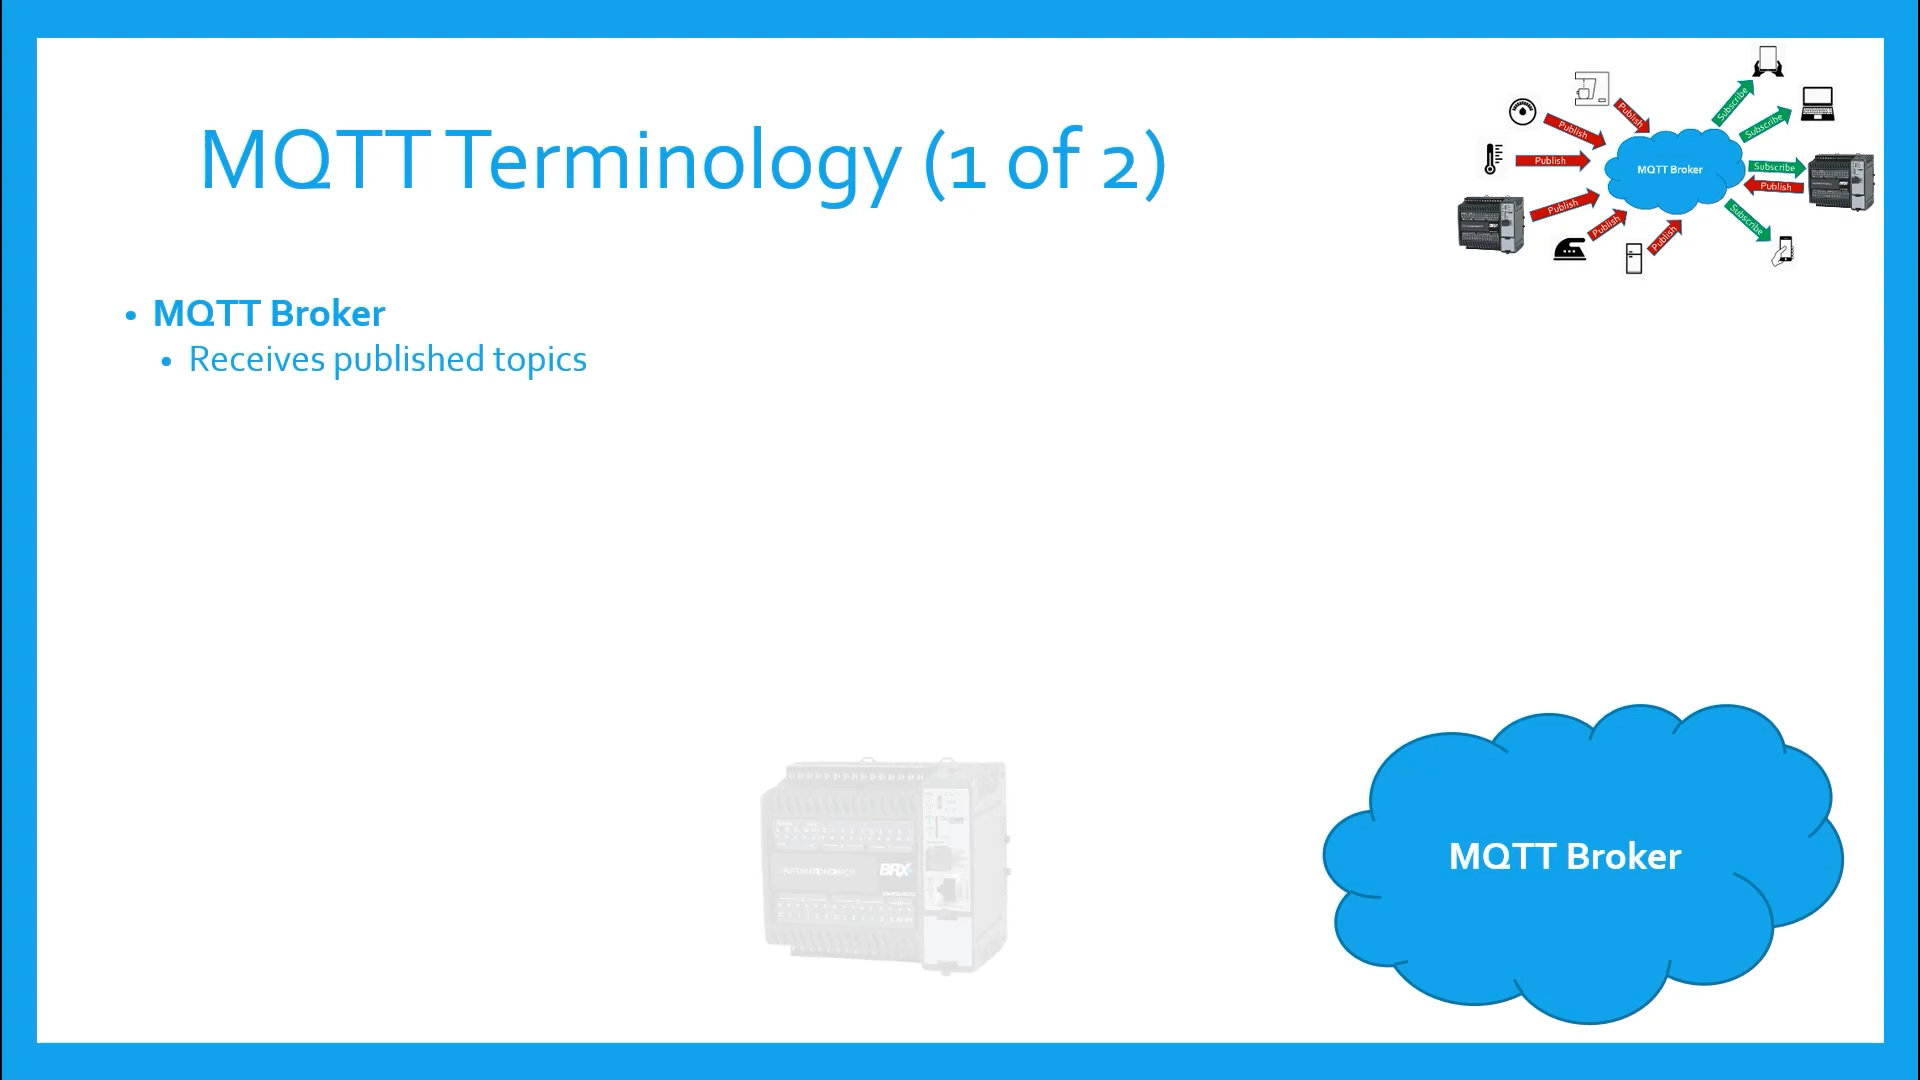 MQTT Terminology (1 of 2)
Publish
Publish
Publish
Publish
Publish
Publish
MQTT Broker
Subscribe
Subscribe
Subscribe
Publish
Subscribe
• MQTT Broker
• Receives published topics
AUTOMATIONDIRECT
BRX
MQTT Broker